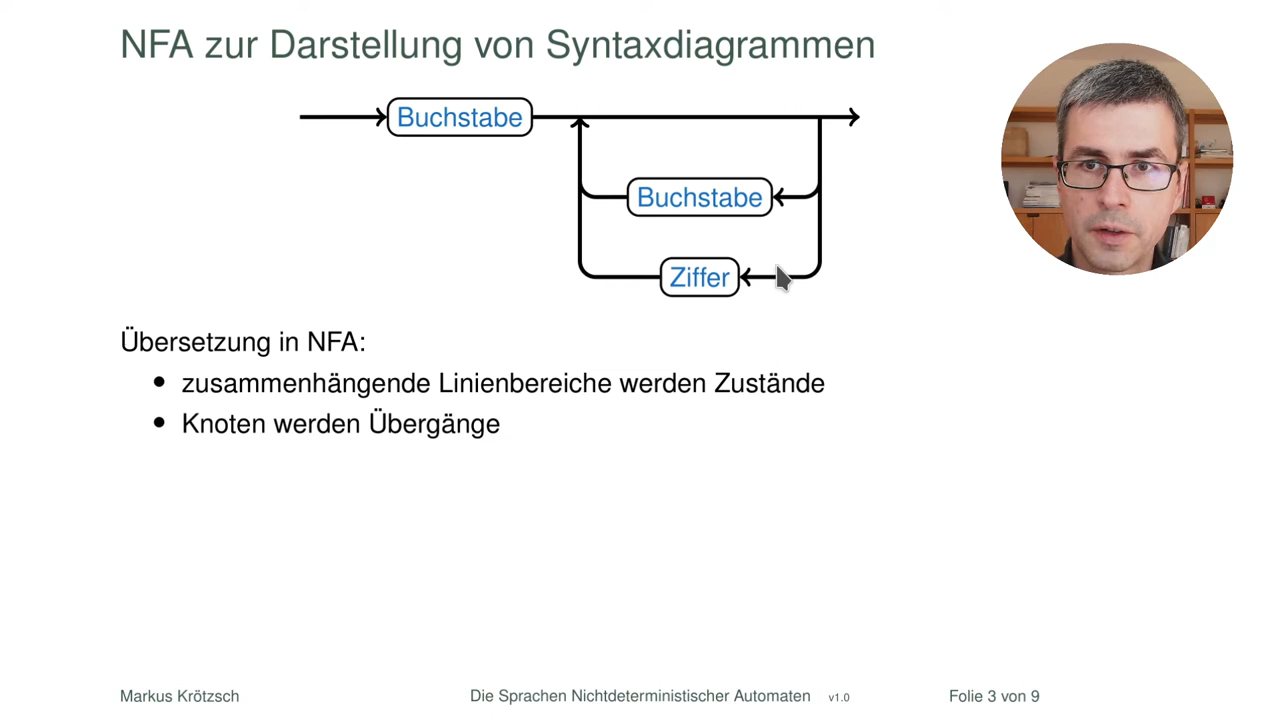 NFA zur Darstellung von Syntaxdiagrammen
Buchstabe
Buchstabe
Ziffer
Übersetzung in NFA:
• zusammenhängende Linienbereiche werden Zustände
• Knoten werden Übergänge
Markus Krötzsch
Die Sprachen Nichtdeterministischer Automaten v1.0
Folie 3 von 9